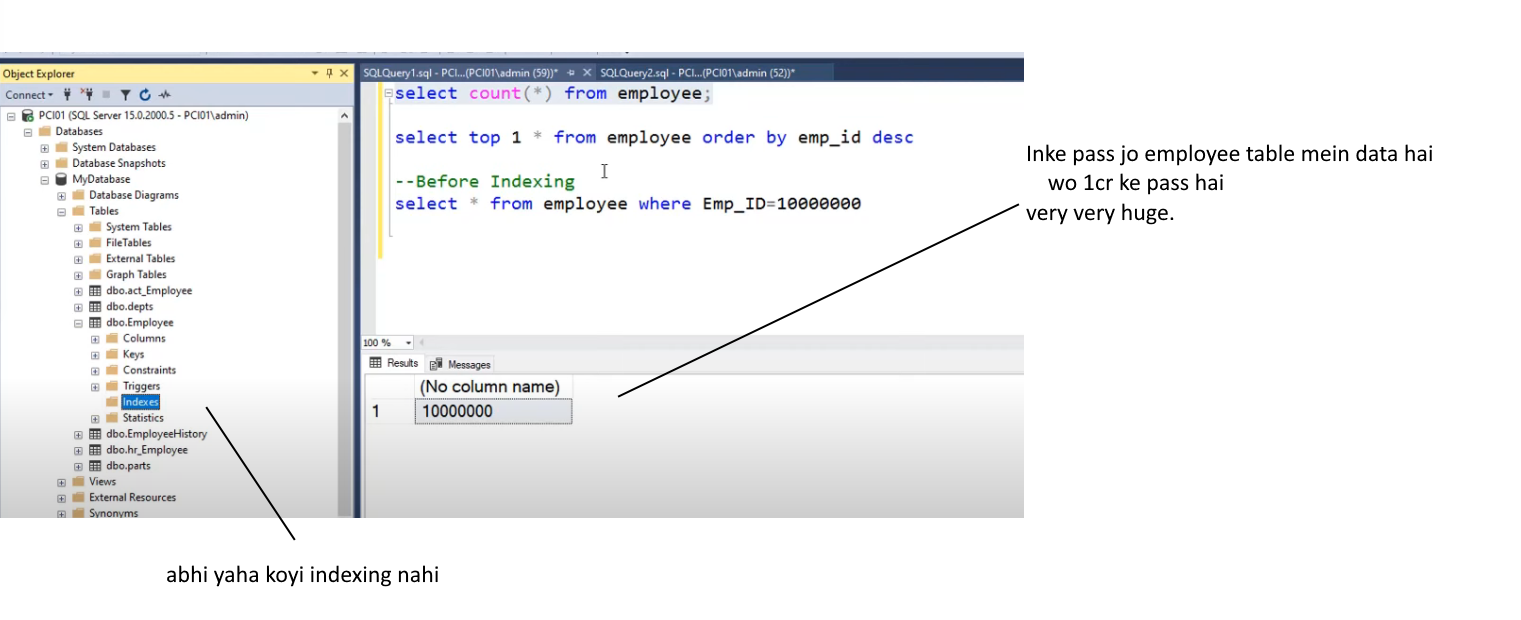 Object Explorer
Connect
PCI01 (SQL Server 15.0.2000.5 - PCI01\admin)
Databases
System Databases
Database Snapshots
MyDatabase
Database Diagrams
Tables
System Tables
FileTables
External Tables
Graph Tables
dbo.act_Employee
dbo.depts
dbo.Employee
Columns
Keys
Constraints
Triggers
Indexes
Statistics
dbo.EmployeeHistory
dbo.hr_Employee
dbo.parts
Views
External Resources
Synonyms
SQLQuery1.sql - PCI...(PCI01\admin (59))*
SQLQuery2.sql - PCI...(PCI01\admin (52))*
select count(*) from employee;
select top 1 * from employee order by emp_id desc
--Before Indexing
select * from employee where Emp_ID=10000000
100 %
Results
Messages
(No column name)
1 10000000
Inke pass jo employee table mein data hai
wo 1cr ke pass hai
very very huge.
abhi yaha koyi indexing nahi